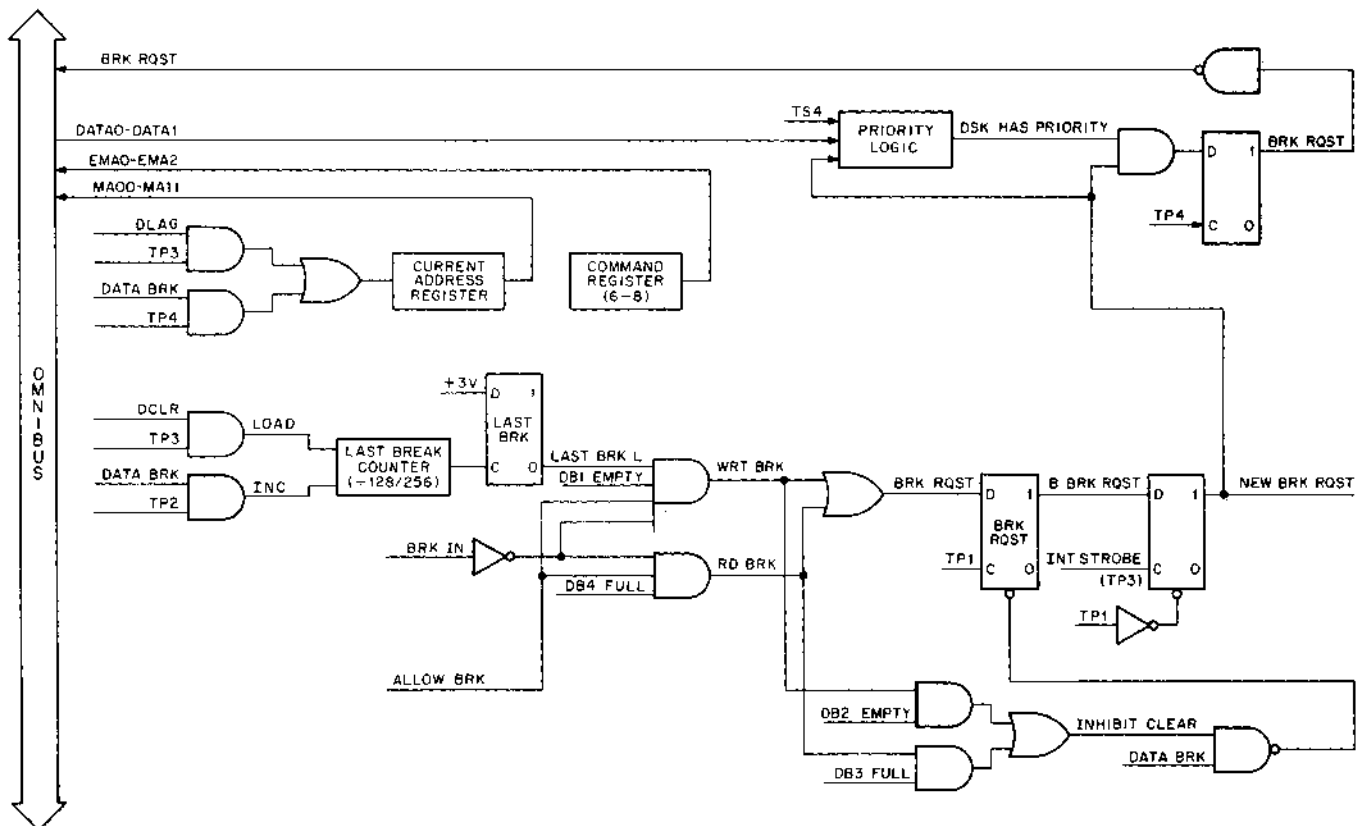 BRK RQST
TS4
DATA0-DATA1
PRIORITY
LOGIC
DSK HAS PRIORITY
D 1
BRK RQST
EMA0-EMA2
MA00-MA11
TP4
C 0
DLAG
TP3
DATA BRK
TP4
CURRENT
ADDRESS
REGISTER
COMMAND
REGISTER
(6-8)
OMNIBUS
+3V
D 1
LAST
BRK
C 0
DCLR
TP3
LOAD
DATA BRK
TP2
INC
LAST BREAK
COUNTER
(-128/256)
LAST BRK L
DB1 EMPTY
WRT BRK
BRK RQST
D 1
BRK
RQST
C 0
B BRK RQST
D 1
C 0
NEW BRK RQST
BRK IN
DB4 FULL
RD BRK
TP1
INT STROBE
(TP3)
TP1
ALLOW BRK
DB2 EMPTY
INHIBIT CLEAR
DB3 FULL
DATA BRK